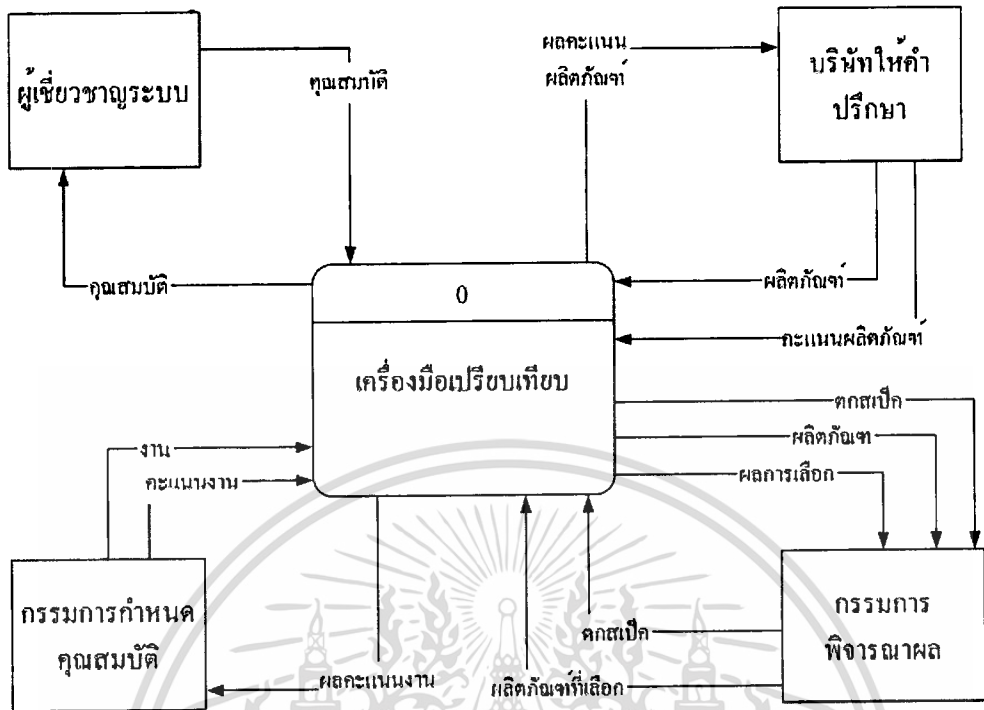 ผู้เชี่ยวชาญระบบ
คุณสมบัติ
ผลคะแนน
ผลิตภัณฑ์
บริษัทให้คำ
ปรึกษา
คุณสมบัติ
0
ผลิตภัณฑ์
คะแนนผลิตภัณฑ์
เครื่องมือเปรียบเทียบ
ตกสเป็ค
ผลิตภัณฑ
ผลการเลือก
งาน
คะแนนงาน
กรรมการกำหนด
คุณสมบัติ
ผลคะแนนงาน
ตกสเป็ค
ผลิตภัณฑ์ที่เลือก
กรรมการ
พิจารณาผล